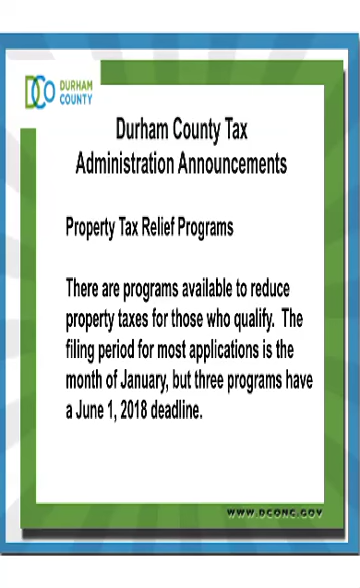 DCO DURHAM
COUNTY
Durham County Tax
Administration Announcements
Property Tax Relief Programs
There are programs available to reduce
property taxes for those who qualify.  The
filing period for most applications is the
month of January, but three programs have
a June 1, 2018 deadline.
WWW.DCONC.GOV